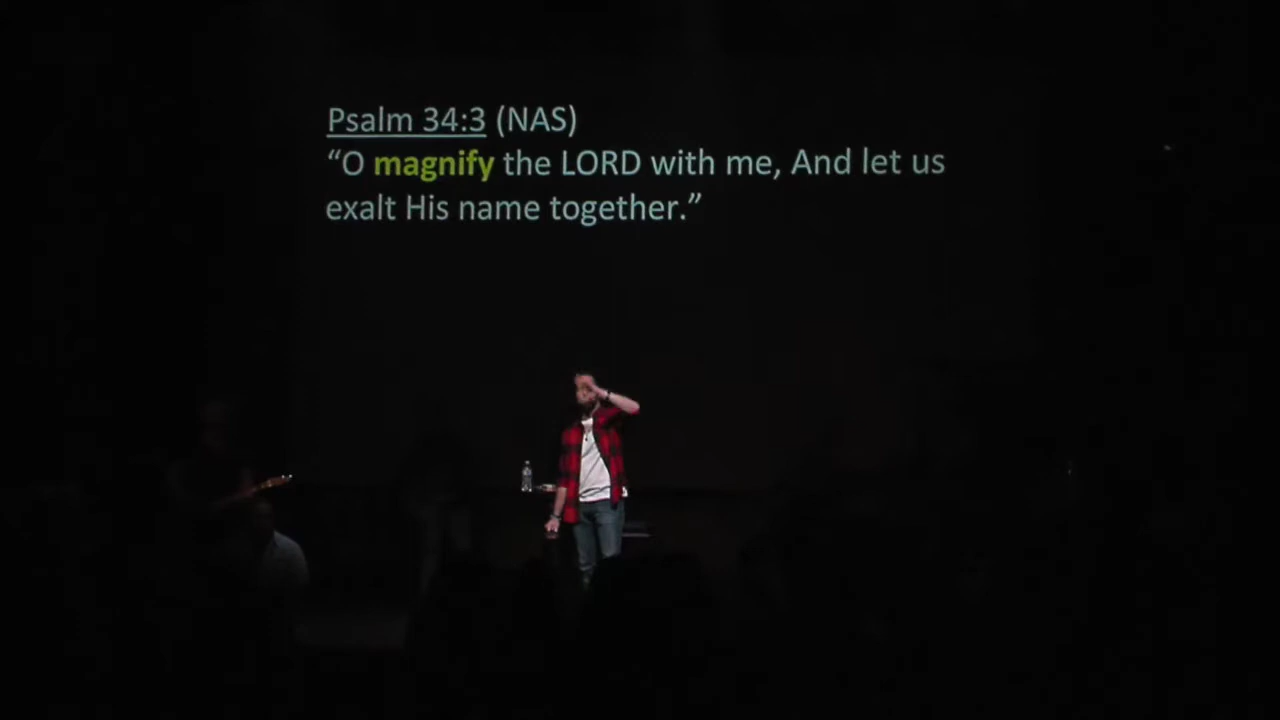 Psalm 34:3 (NAS)
“O magnify the LORD with me, And let us
exalt His name together.”